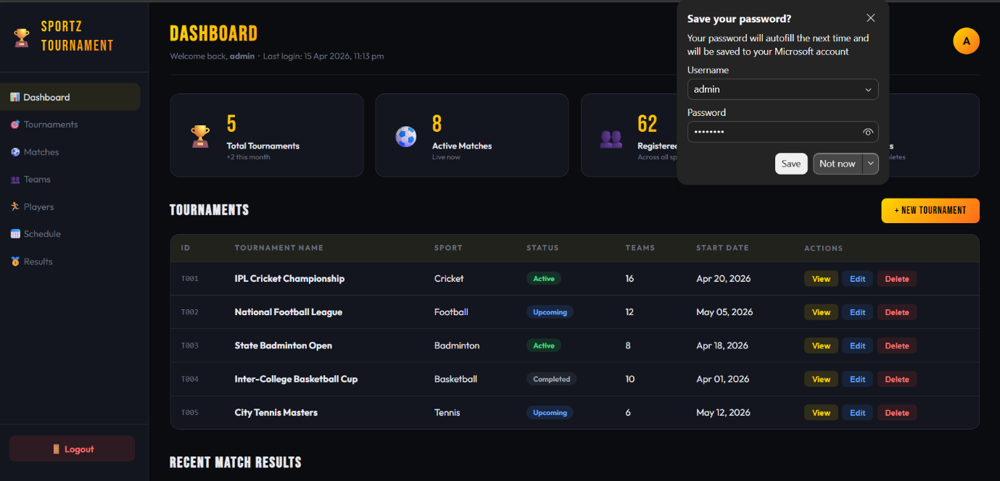 SPORTZ
TOURNAMENT
Dashboard
Tournaments
Matches
Teams
Players
Schedule
Results
Logout
DASHBOARD
Welcome back, admin · Last login: 15 Apr 2026, 11:13 pm
A
5
Total Tournaments
+2 this month
8
Active Matches
Live now
62
Registered
Across all sp
Save your password?
Your password will autofill the next time and
will be saved to your Microsoft account
Username
admin
Password
••••••••
Save
Not now
TOURNAMENTS
+ NEW TOURNAMENT
ID TOURNAMENT NAME SPORT STATUS TEAMS START DATE ACTIONS
T001 IPL Cricket Championship Cricket Active 16 Apr 20, 2026 View Edit Delete
T002 National Football League Football Upcoming 12 May 05, 2026 View Edit Delete
T003 State Badminton Open Badminton Active 8 Apr 18, 2026 View Edit Delete
T004 Inter-College Basketball Cup Basketball Completed 10 Apr 01, 2026 View Edit Delete
T005 City Tennis Masters Tennis Upcoming 6 May 12, 2026 View Edit Delete
RECENT MATCH RESULTS